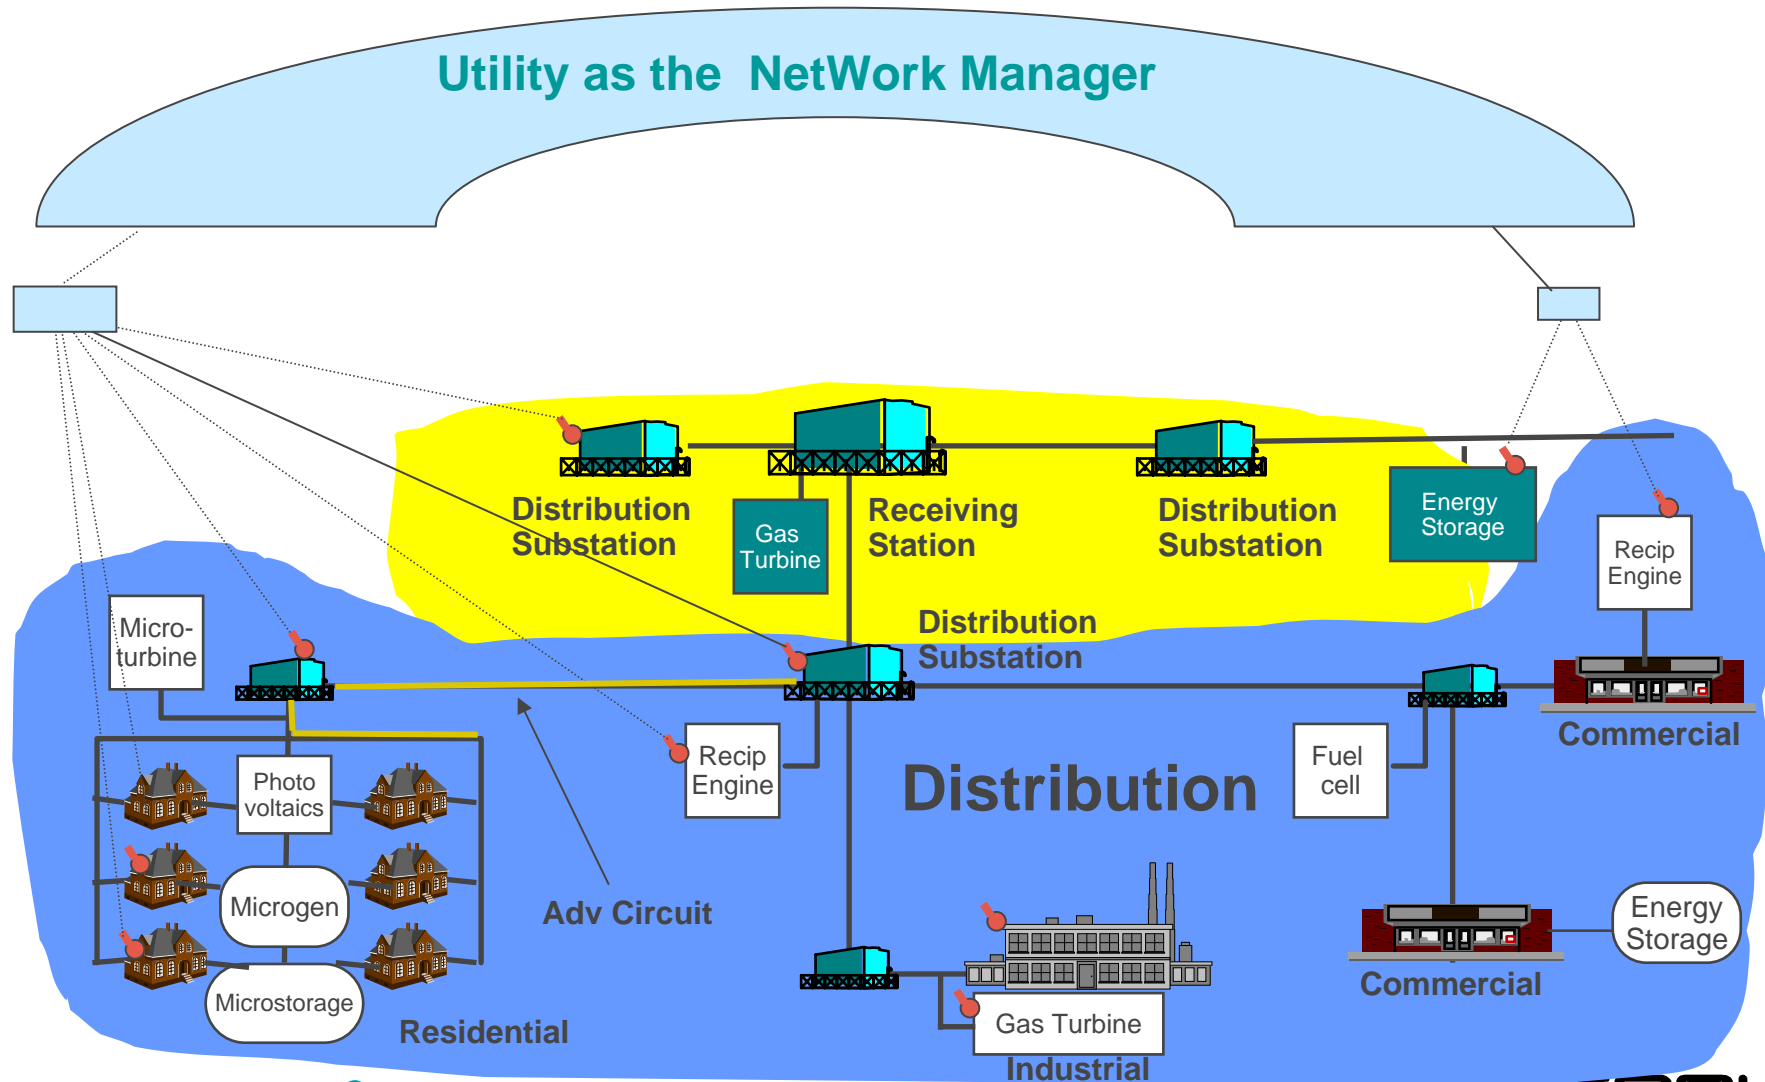 Utility as the NetWork Manager
Distribution
Substation
Gas
Turbine
Receiving
Station
Distribution
Substation
Energy
Storage
Recip
Engine
Micro-
turbine
Distribution
Substation
Commercial
Photo
voltaics
Recip
Engine
Distribution
Fuel
cell
Microgen
Adv Circuit
Energy
Storage
Commercial
Microstorage
Residential
Gas Turbine
Industrial